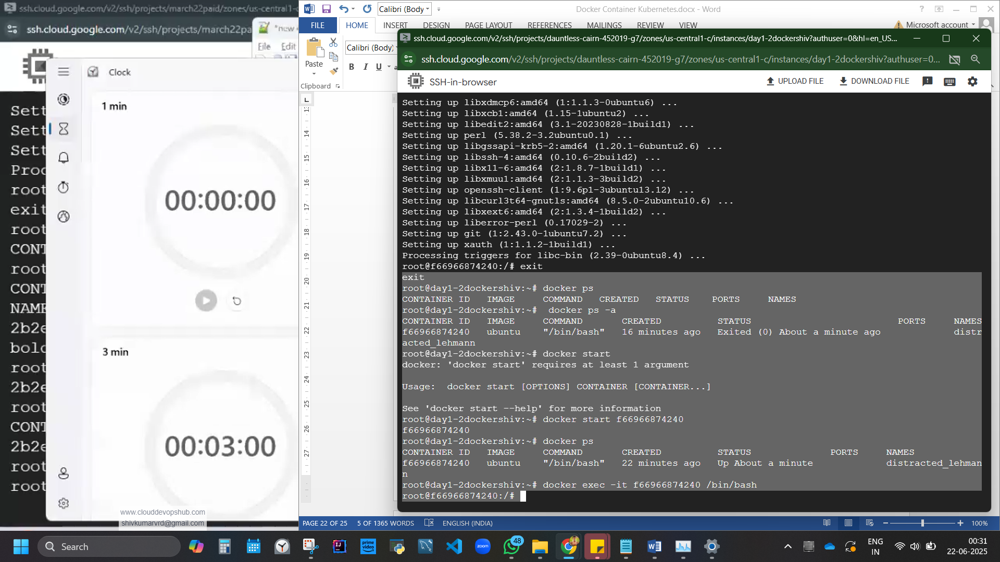 ssh.cloud.google.com/v2/ssh/projects/march22paid/zones/us-central1-c
ssh.cloud.google.com/v2/ssh/projects/march22pa
*new
File Edit
Clock
1 min
00:00:00
3 min
00:03:00
Sett
Sett
Sett
Proc
root
exit
root
CONT
root
CONT
NAME
2b2e
bold
root
2b2e
root
CONT
2b2e
root
root
www.clouddevopshub.com
shivkumarvrd@gmail.com
Calibri (Body
Docker Container Kubernetes.docx - Word
FILE HOME INSERT DESIGN PAGE LAYOUT REFERENCES MAILINGS REVIEW VIEW
Microsoft account
Paste
Calibri (Body)
B I U
Clipboard
L
14
15
16
17
18
19
20
21
22
23
24
25
26
27
ssh.cloud.google.com/v2/ssh/projects/dauntless-cairn-452019-g7/zones/us-central1-c/instances/day1-2dockershiv?authuser=0&hl=en_US...
ssh.cloud.google.com/v2/ssh/projects/dauntless-cairn-452019-g7/zones/us-central1-c/instances/day1-2dockershiv?authuser=0...
SSH-in-browser
UPLOAD FILE
DOWNLOAD FILE
Setting up libxdmcp6:amd64 (1:1.1.3-0ubuntu6) ...
Setting up libxcb1:amd64 (1.15-1ubuntu2) ...
Setting up libedit2:amd64 (3.1-20230828-1build1) ...
Setting up perl (5.38.2-3.2ubuntu0.1) ...
Setting up libgssapi-krb5-2:amd64 (1.20.1-6ubuntu2.6) ...
Setting up libssh-4:amd64 (0.10.6-2build2) ...
Setting up libx11-6:amd64 (2:1.8.7-1build1) ...
Setting up libxmuu1:amd64 (2:1.1.3-3build2) ...
Setting up openssh-client (1:9.6p1-3ubuntu13.12) ...
Setting up libcurl3t64-gnutls:amd64 (8.5.0-2ubuntu10.6) ...
Setting up libxext6:amd64 (2:1.3.4-1build2) ...
Setting up liberror-perl (0.17029-2) ...
Setting up git (1:2.43.0-1ubuntu7.2) ...
Setting up xauth (1:1.1.2-1build1) ...
Processing triggers for libc-bin (2.39-0ubuntu8.4) ...
root@f66966874240:/# exit
exit
root@day1-2dockershiv:~# docker ps
CONTAINER ID IMAGE COMMAND CREATED STATUS PORTS NAMES
root@day1-2dockershiv:~#  docker ps -a
CONTAINER ID IMAGE COMMAND CREATED STATUS PORTS NAMES
f66966874240 ubuntu "/bin/bash" 16 minutes ago Exited (0) About a minute ago distr
acted_lehmann
root@day1-2dockershiv:~# docker start
docker: 'docker start' requires at least 1 argument
Usage:  docker start [OPTIONS] CONTAINER [CONTAINER...]
See 'docker start --help' for more information
root@day1-2dockershiv:~# docker start f66966874240
f66966874240
root@day1-2dockershiv:~# docker ps
CONTAINER ID IMAGE COMMAND CREATED STATUS PORTS NAMES
f66966874240 ubuntu "/bin/bash" 22 minutes ago Up About a minute distracted_lehman
n
root@day1-2dockershiv:~# docker exec -it f66966874240 /bin/bash
root@f66966874240:/#
PAGE 22 OF 25 5 OF 1365 WORDS ENGLISH (INDIA)
100%
Search
prime video
zoom
48
ENG
IN
00:31
22-06-2025